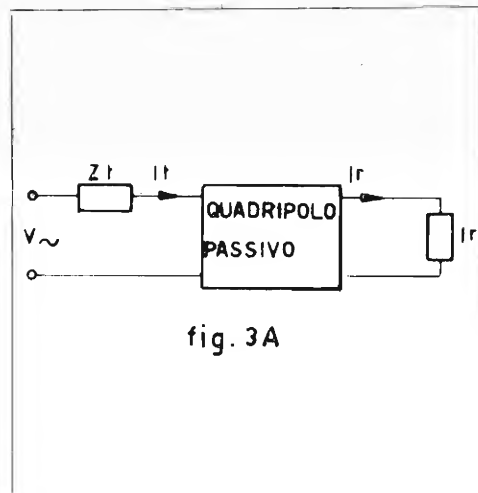 Zt It Ir
QUADRIPOLO
V~
PASSIVO
Ir
fig. 3A